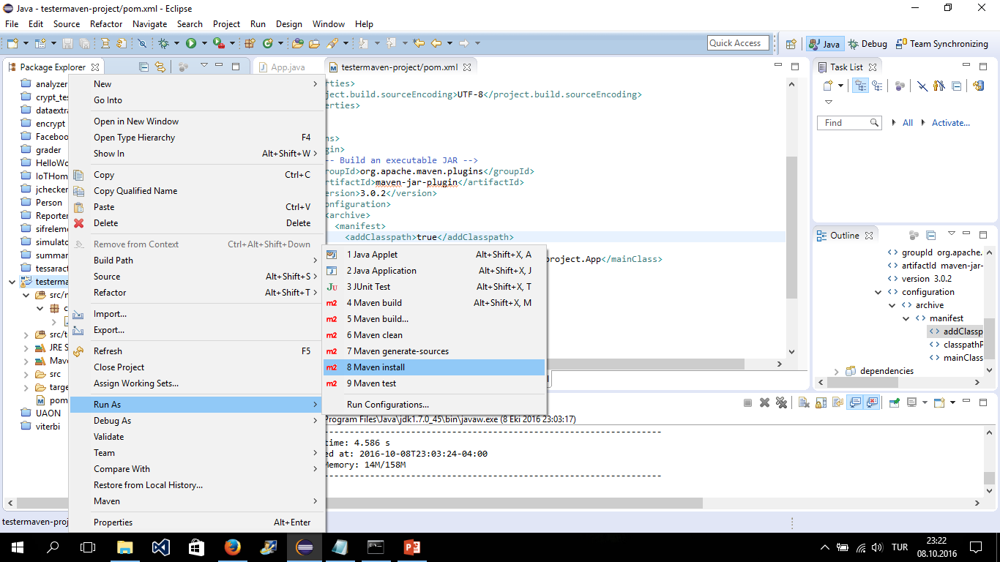 Java - testermaven-project/pom.xml - Eclipse
File Edit Source Refactor Navigate Search Project Run Design Window Help
Quick Access
Java
Debug
Team Synchronizing
Package Explorer
analyzer
crypt_te
dataextra
encrypt
Faceboo
grader
HelloWo
IoTHom
jchecker
Person
Reporter
sifreleme
simulato
summar
tessaract
testerma
src/m
c
src/t
JRE S
Mave
src
targe
pom
UAON
viterbi
New
Go Into
Open in New Window
Open Type Hierarchy F4
Show In Alt+Shift+W
Copy Ctrl+C
Copy Qualified Name
Paste Ctrl+V
Delete Delete
Remove from Context Ctrl+Alt+Shift+Down
Build Path
Source Alt+Shift+S
Refactor Alt+Shift+T
Import...
Export...
Refresh F5
Close Project
Assign Working Sets...
Run As
Debug As
Validate
Team
Compare With
Restore from Local History...
Maven
Properties Alt+Enter
1 Java Applet Alt+Shift+X, A
2 Java Application Alt+Shift+X, J
3 JUnit Test Alt+Shift+X, T
4 Maven build Alt+Shift+X, M
5 Maven build...
6 Maven clean
7 Maven generate-sources
8 Maven install
9 Maven test
Run Configurations...
App.java
testermaven-project/pom.xml
rties>
ject.build.sourceEncoding>UTF-8</project.build.sourceEncoding>
erties>
ns>
gin>
-- Build an executable JAR -->
roupId>org.apache.maven.plugins</groupId>
rtifactId>maven-jar-plugin</artifactId>
ersion>3.0.2</version>
onfiguration>
<archive>
<manifest>
<addClasspath>true</addClasspath>
project.App</mainClass>
Program Files\Java\jdk1.7.0_45\bin\javaw.exe (8 Eki 2016 23:03:17)
------------------------------------------------------------------------
time: 4.586 s
ed at: 2016-10-08T23:03:24-04:00
Memory: 14M/158M
------------------------------------------------------------------------
Task List
Find
All
Activate...
Outline
groupId org.apache.
artifactId maven-jar-
version 3.0.2
configuration
archive
manifest
addClassp
classpathP
mainClass
dependencies
testermaven-proj
TUR
23:22
08.10.2016